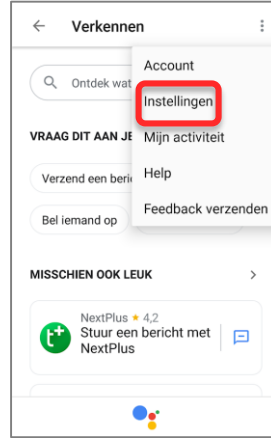 Verkennen
Account
Ontdek wat
Instellingen
VRAAG DIT AAN JE
Mijn activiteit
Verzend een beri
Help
Bel iemand op
Feedback verzenden
MISSCHIEN OOK LEUK
NextPlus ★ 4,2
Stuur een bericht met
NextPlus